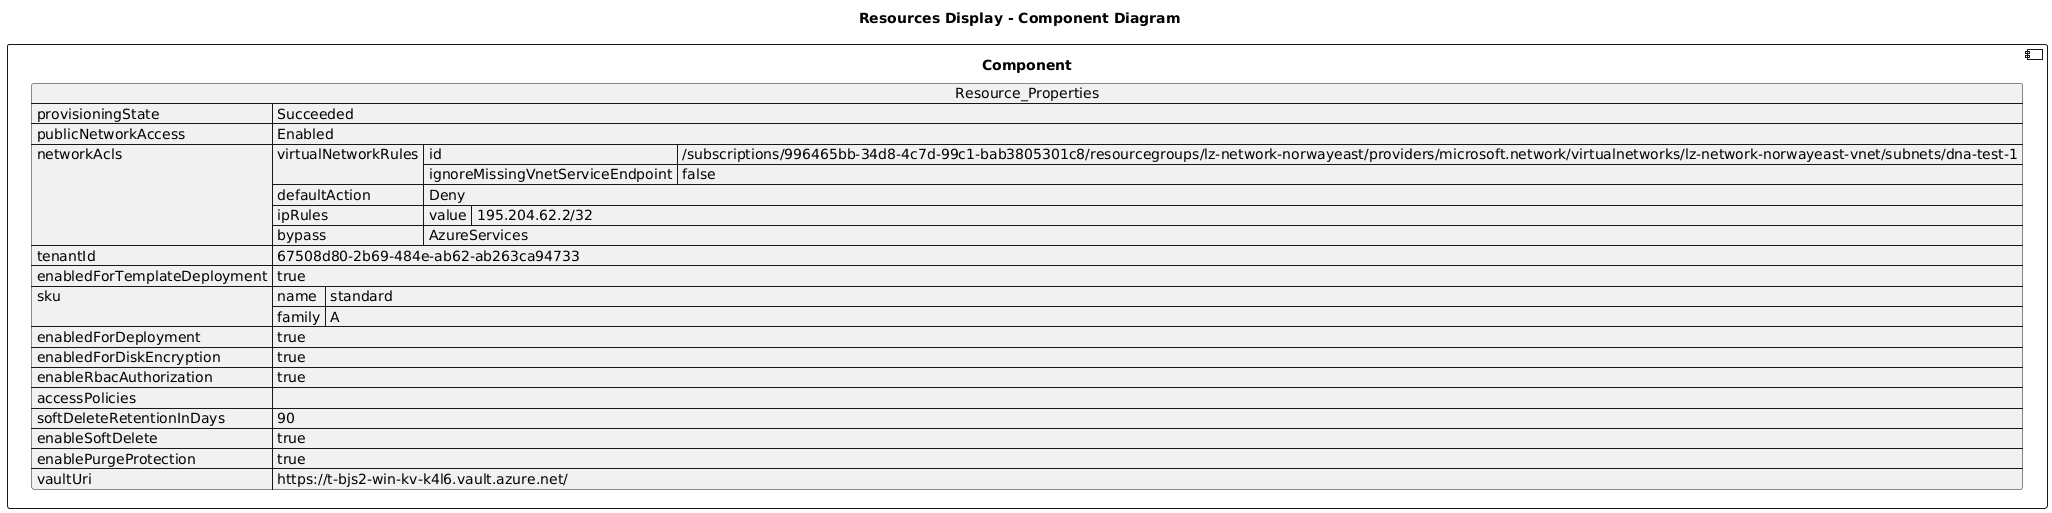 Resources Display - Component Diagram
Component
Resource_Properties
provisioningState Succeeded
publicNetworkAccess Enabled
networkAcls virtualNetworkRules id /subscriptions/996465bb-34d8-4c7d-99c1-bab3805301c8/resourcegroups/lz-network-norwayeast/providers/microsoft.network/virtualnetworks/lz-network-norwayeast-vnet/subnets/dna-test-1
ignoreMissingVnetServiceEndpoint false
defaultAction Deny
ipRules value 195.204.62.2/32
bypass AzureServices
tenantId 67508d80-2b69-484e-ab62-ab263ca94733
enabledForTemplateDeployment true
sku name standard
family A
enabledForDeployment true
enabledForDiskEncryption true
enableRbacAuthorization true
accessPolicies
softDeleteRetentionInDays 90
enableSoftDelete true
enablePurgeProtection true
vaultUri https://t-bjs2-win-kv-k4l6.vault.azure.net/